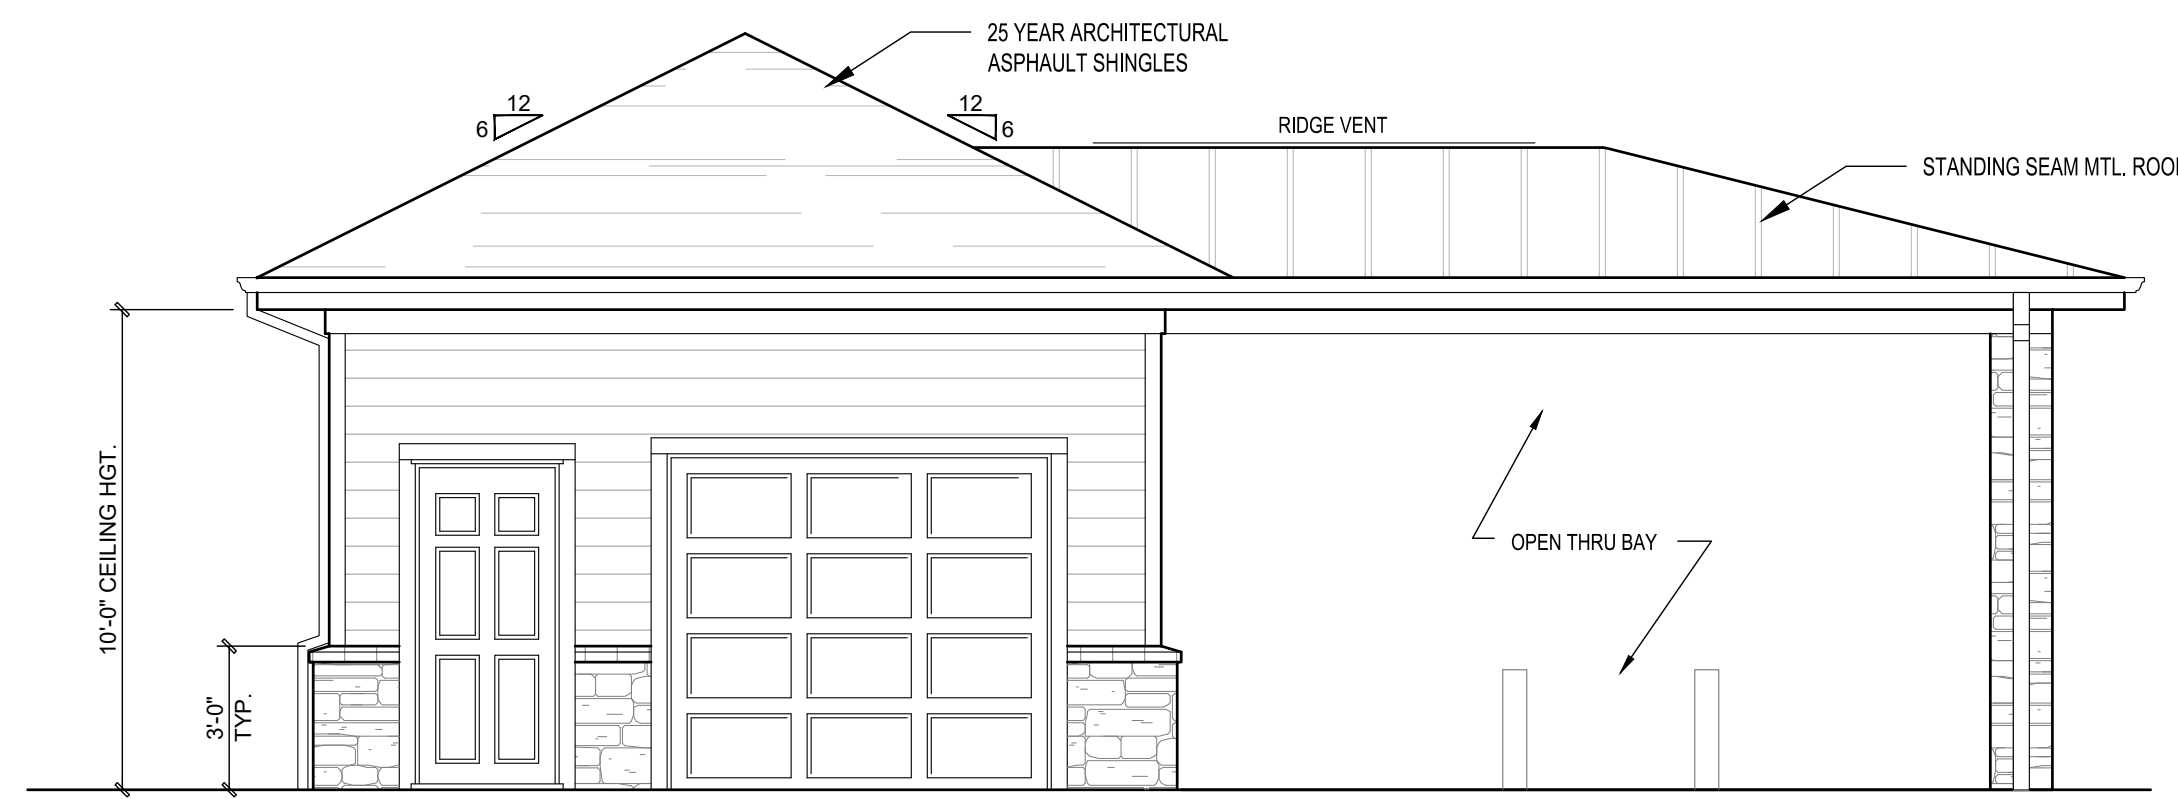 25 YEAR ARCHITECTURAL
ASPHAULT SHINGLES
12
6
12
6
RIDGE VENT
STANDING SEAM MTL.
10'-0" CEILING HGT.
OPEN THRU BAY
3'-0"
TYP.